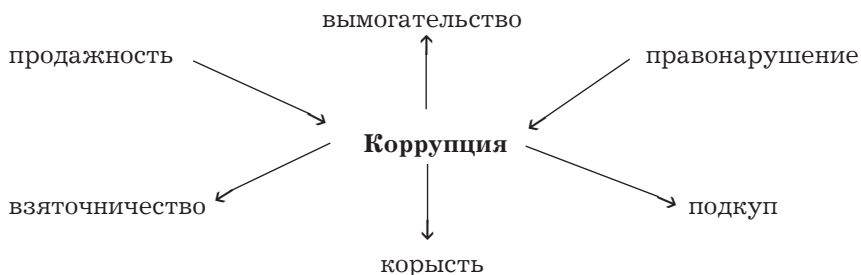 вымогательство
продажность
правонарушение
Коррупция
взяточничество
подкуп
корысть